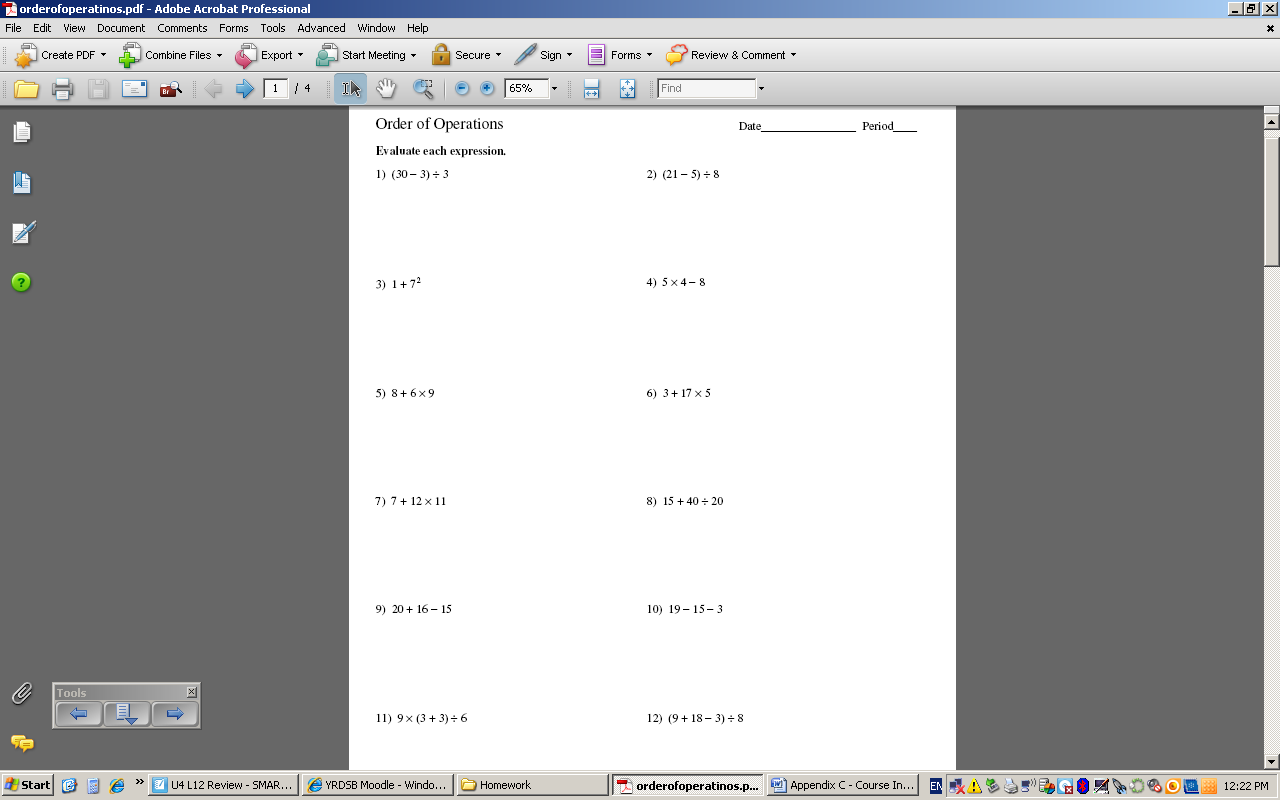 orderofoperatinos.pdf - Adobe Acrobat Professional
File Edit View Document Comments Forms Tools Advanced Window Help
Create PDF Combine Files Export Start Meeting Secure Sign Forms Review & Comment
1 / 4 65% Find
Order of Operations Date________________ Period____
Evaluate each expression.
1) (30 − 3) ÷ 3 2) (21 − 5) ÷ 8
3) 1 + 7² 4) 5 × 4 − 8
5) 8 + 6 × 9 6) 3 + 17 × 5
7) 7 + 12 × 11 8) 15 + 40 ÷ 20
9) 20 + 16 − 15 10) 19 − 15 − 3
Tools
11) 9 × (3 + 3) ÷ 6 12) (9 + 18 − 3) ÷ 8
Start » U4 L12 Review - SMAR... YRDSB Moodle - Windo... Homework orderofoperatinos.p... Appendix C - Course In... EN 12:22 PM